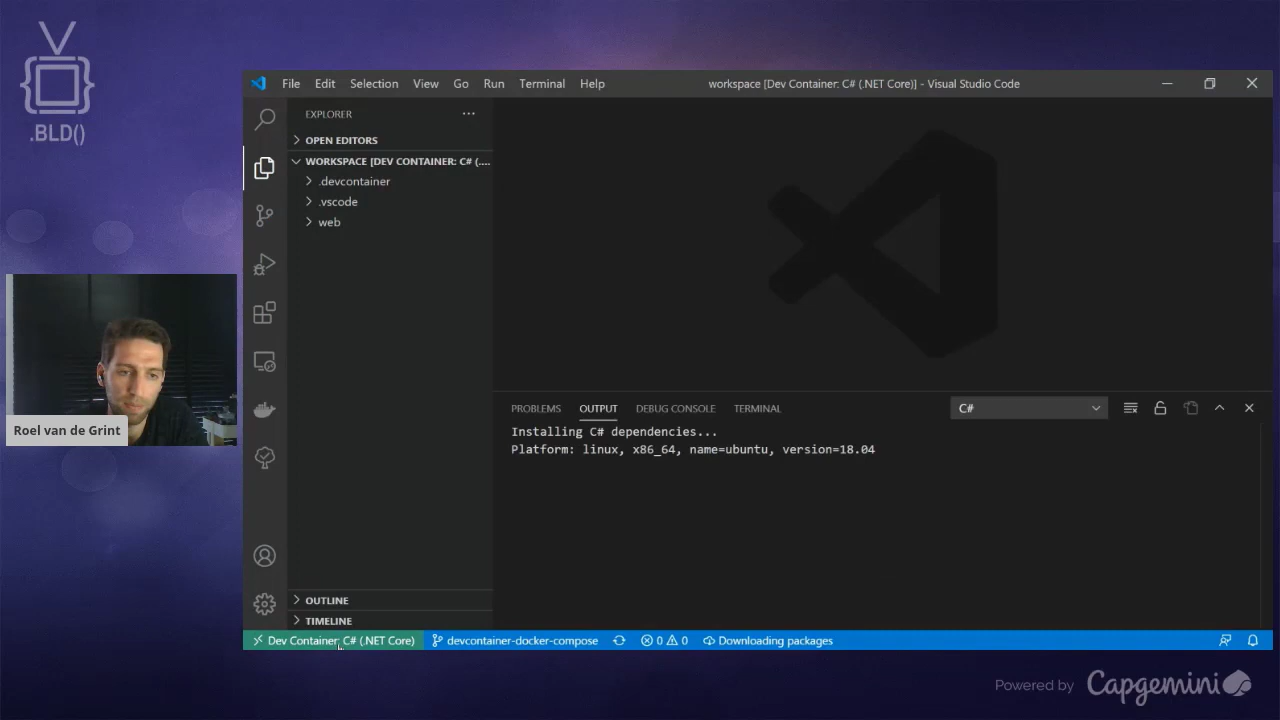 .BLD()
File Edit Selection View Go Run Terminal Help
workspace [Dev Container: C# (.NET Core)] - Visual Studio Code
EXPLORER
OPEN EDITORS
WORKSPACE [DEV CONTAINER: C# (....
.devcontainer
.vscode
web
PROBLEMS OUTPUT DEBUG CONSOLE TERMINAL
C#
Installing C# dependencies...
Platform: linux, x86_64, name=ubuntu, version=18.04
Roel van de Grint
OUTLINE
TIMELINE
Dev Container: C# (.NET Core) devcontainer-docker-compose 0 0 Downloading packages
Powered by Capgemini